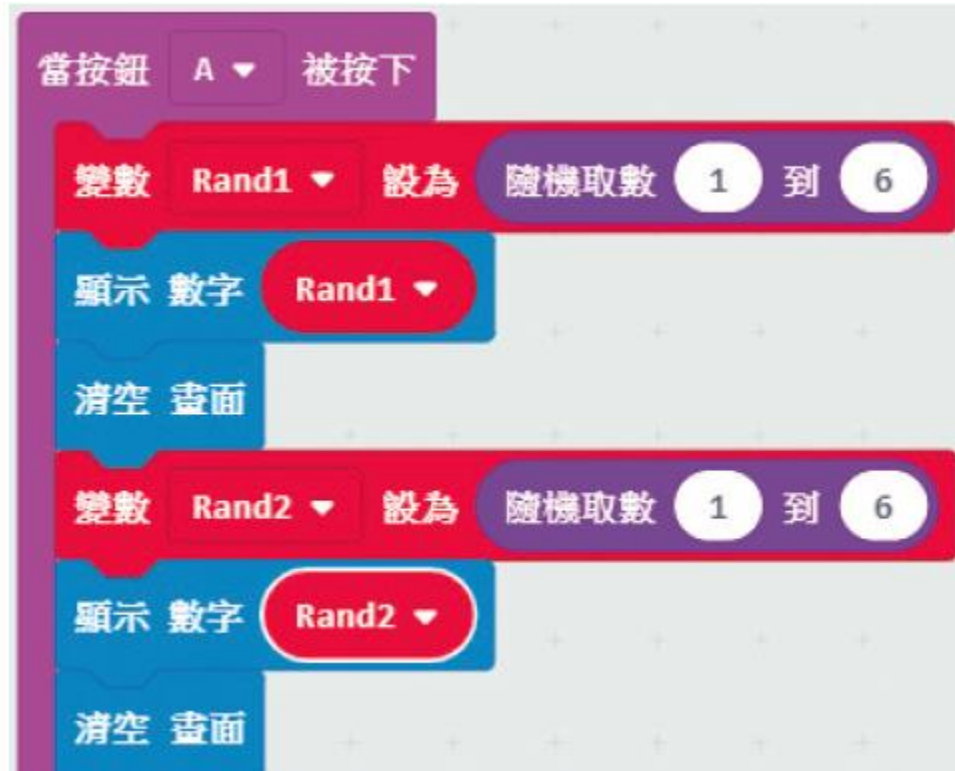 當按鈕 A 被按下
變數 Rand1 設為 隨機取數 1 到 6
顯示 數字 Rand1
清空 畫面
變數 Rand2 設為 隨機取數 1 到 6
顯示 數字 Rand2
清空 畫面